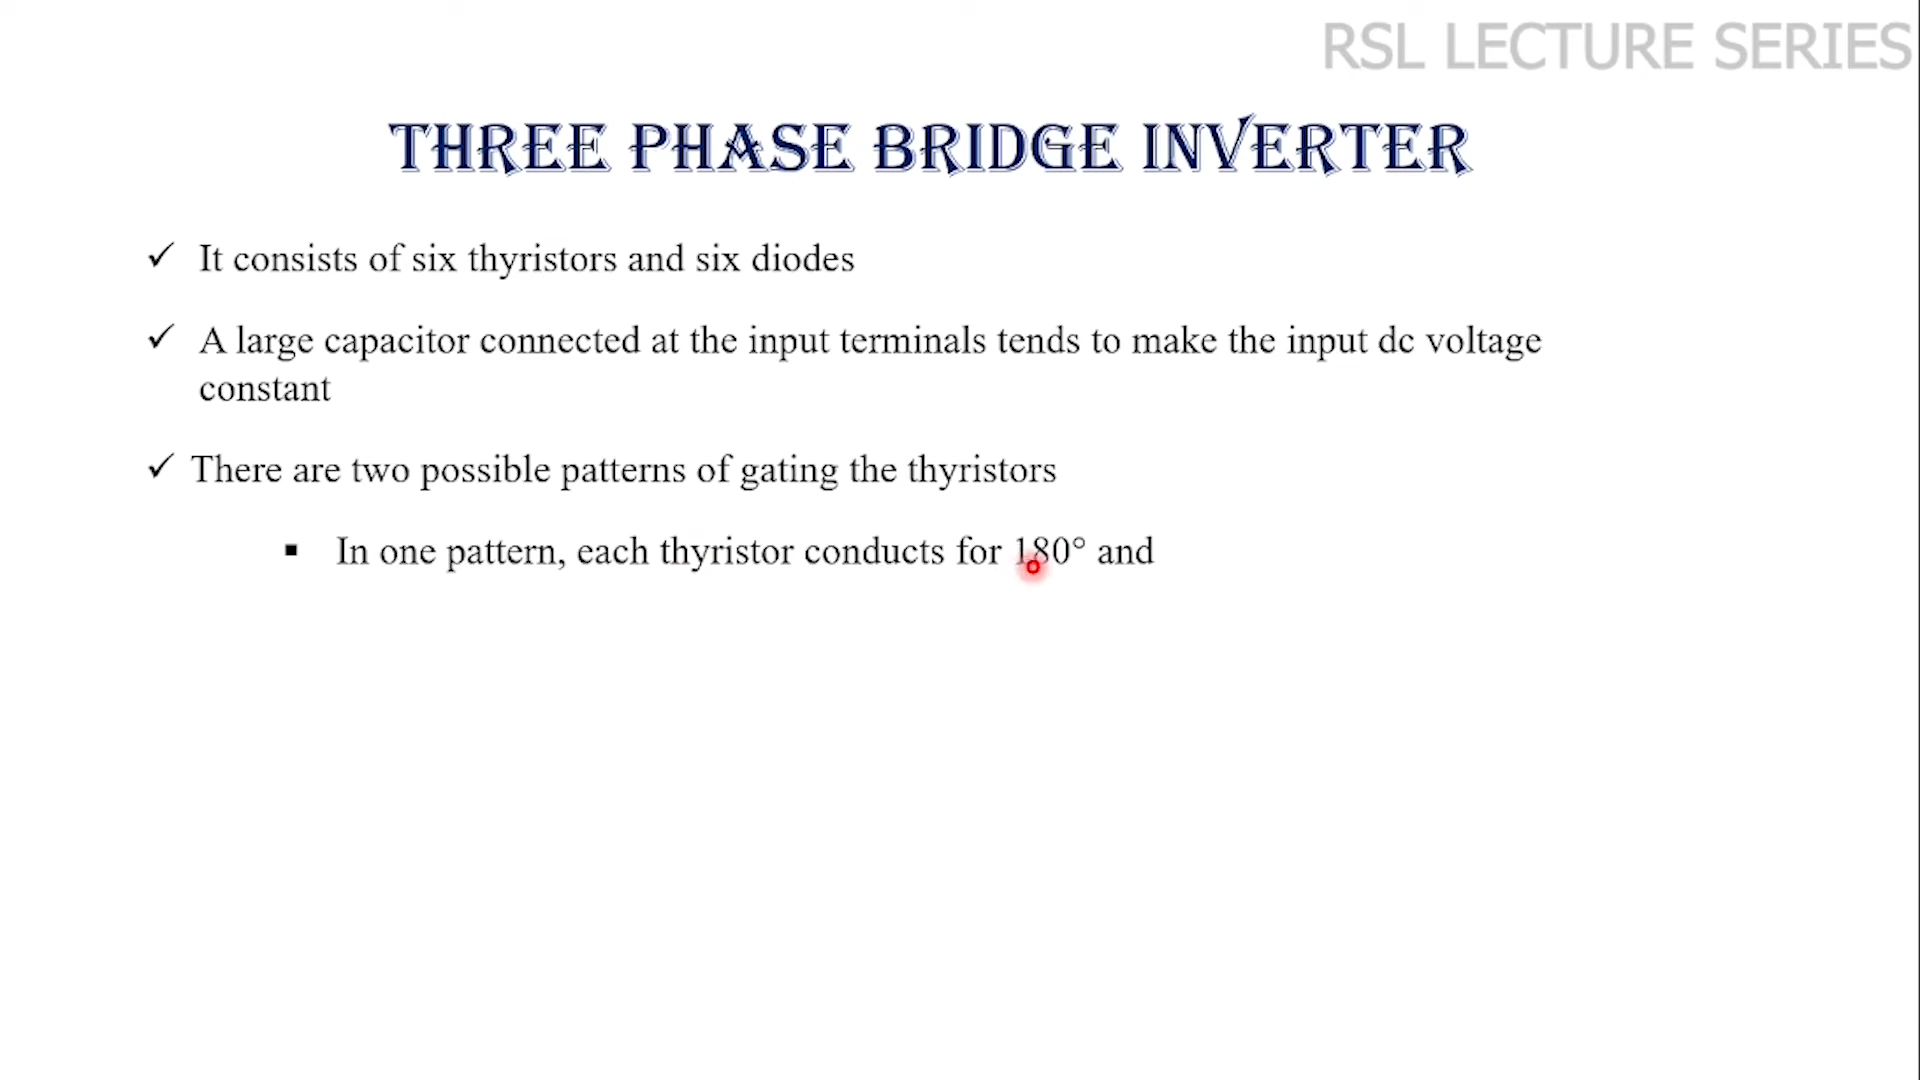 RSL LECTURE SERIES
THREE PHASE BRIDGE INVERTER
✓ It consists of six thyristors and six diodes
✓ A large capacitor connected at the input terminals tends to make the input dc voltage
constant
✓ There are two possible patterns of gating the thyristors
▪ In one pattern, each thyristor conducts for 180° and